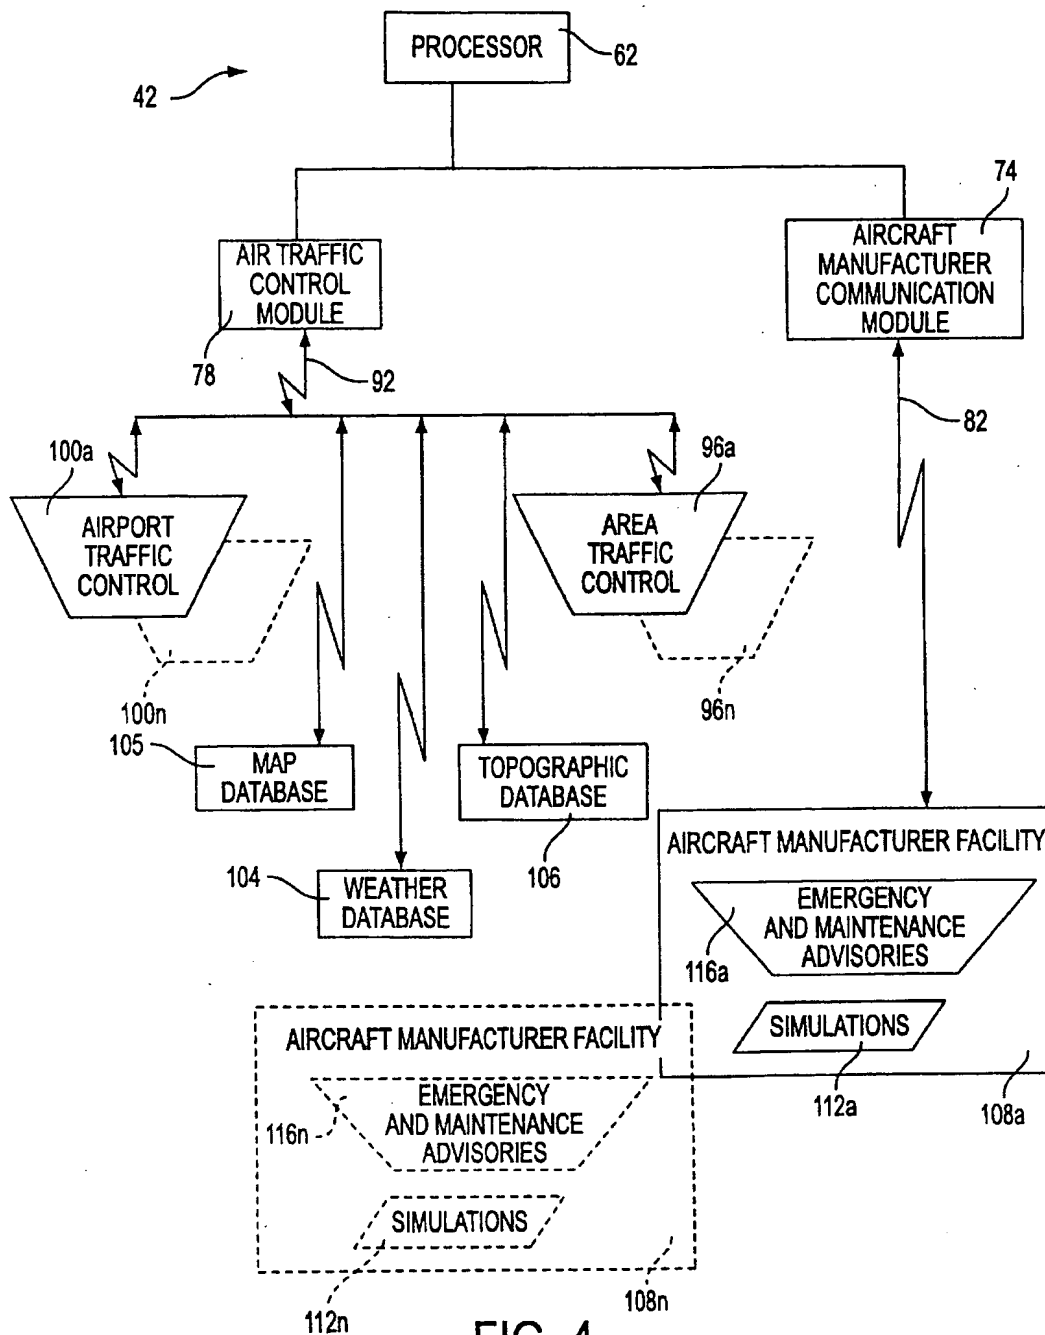 PROCESSOR
62
42
74
AIR TRAFFIC
CONTROL
MODULE
AIRCRAFT
MANUFACTURER
COMMUNICATION
MODULE
78
92
82
100a
96a
AIRPORT
TRAFFIC
CONTROL
AREA
TRAFFIC
CONTROL
100n
96n
105
MAP
DATABASE
TOPOGRAPHIC
DATABASE
106
104
WEATHER
DATABASE
AIRCRAFT MANUFACTURER FACILITY
EMERGENCY
AND MAINTENANCE
ADVISORIES
116a
SIMULATIONS
112a
108a
AIRCRAFT MANUFACTURER FACILITY
EMERGENCY
AND MAINTENANCE
ADVISORIES
116n
SIMULATIONS
112n
108n
FIG. 4